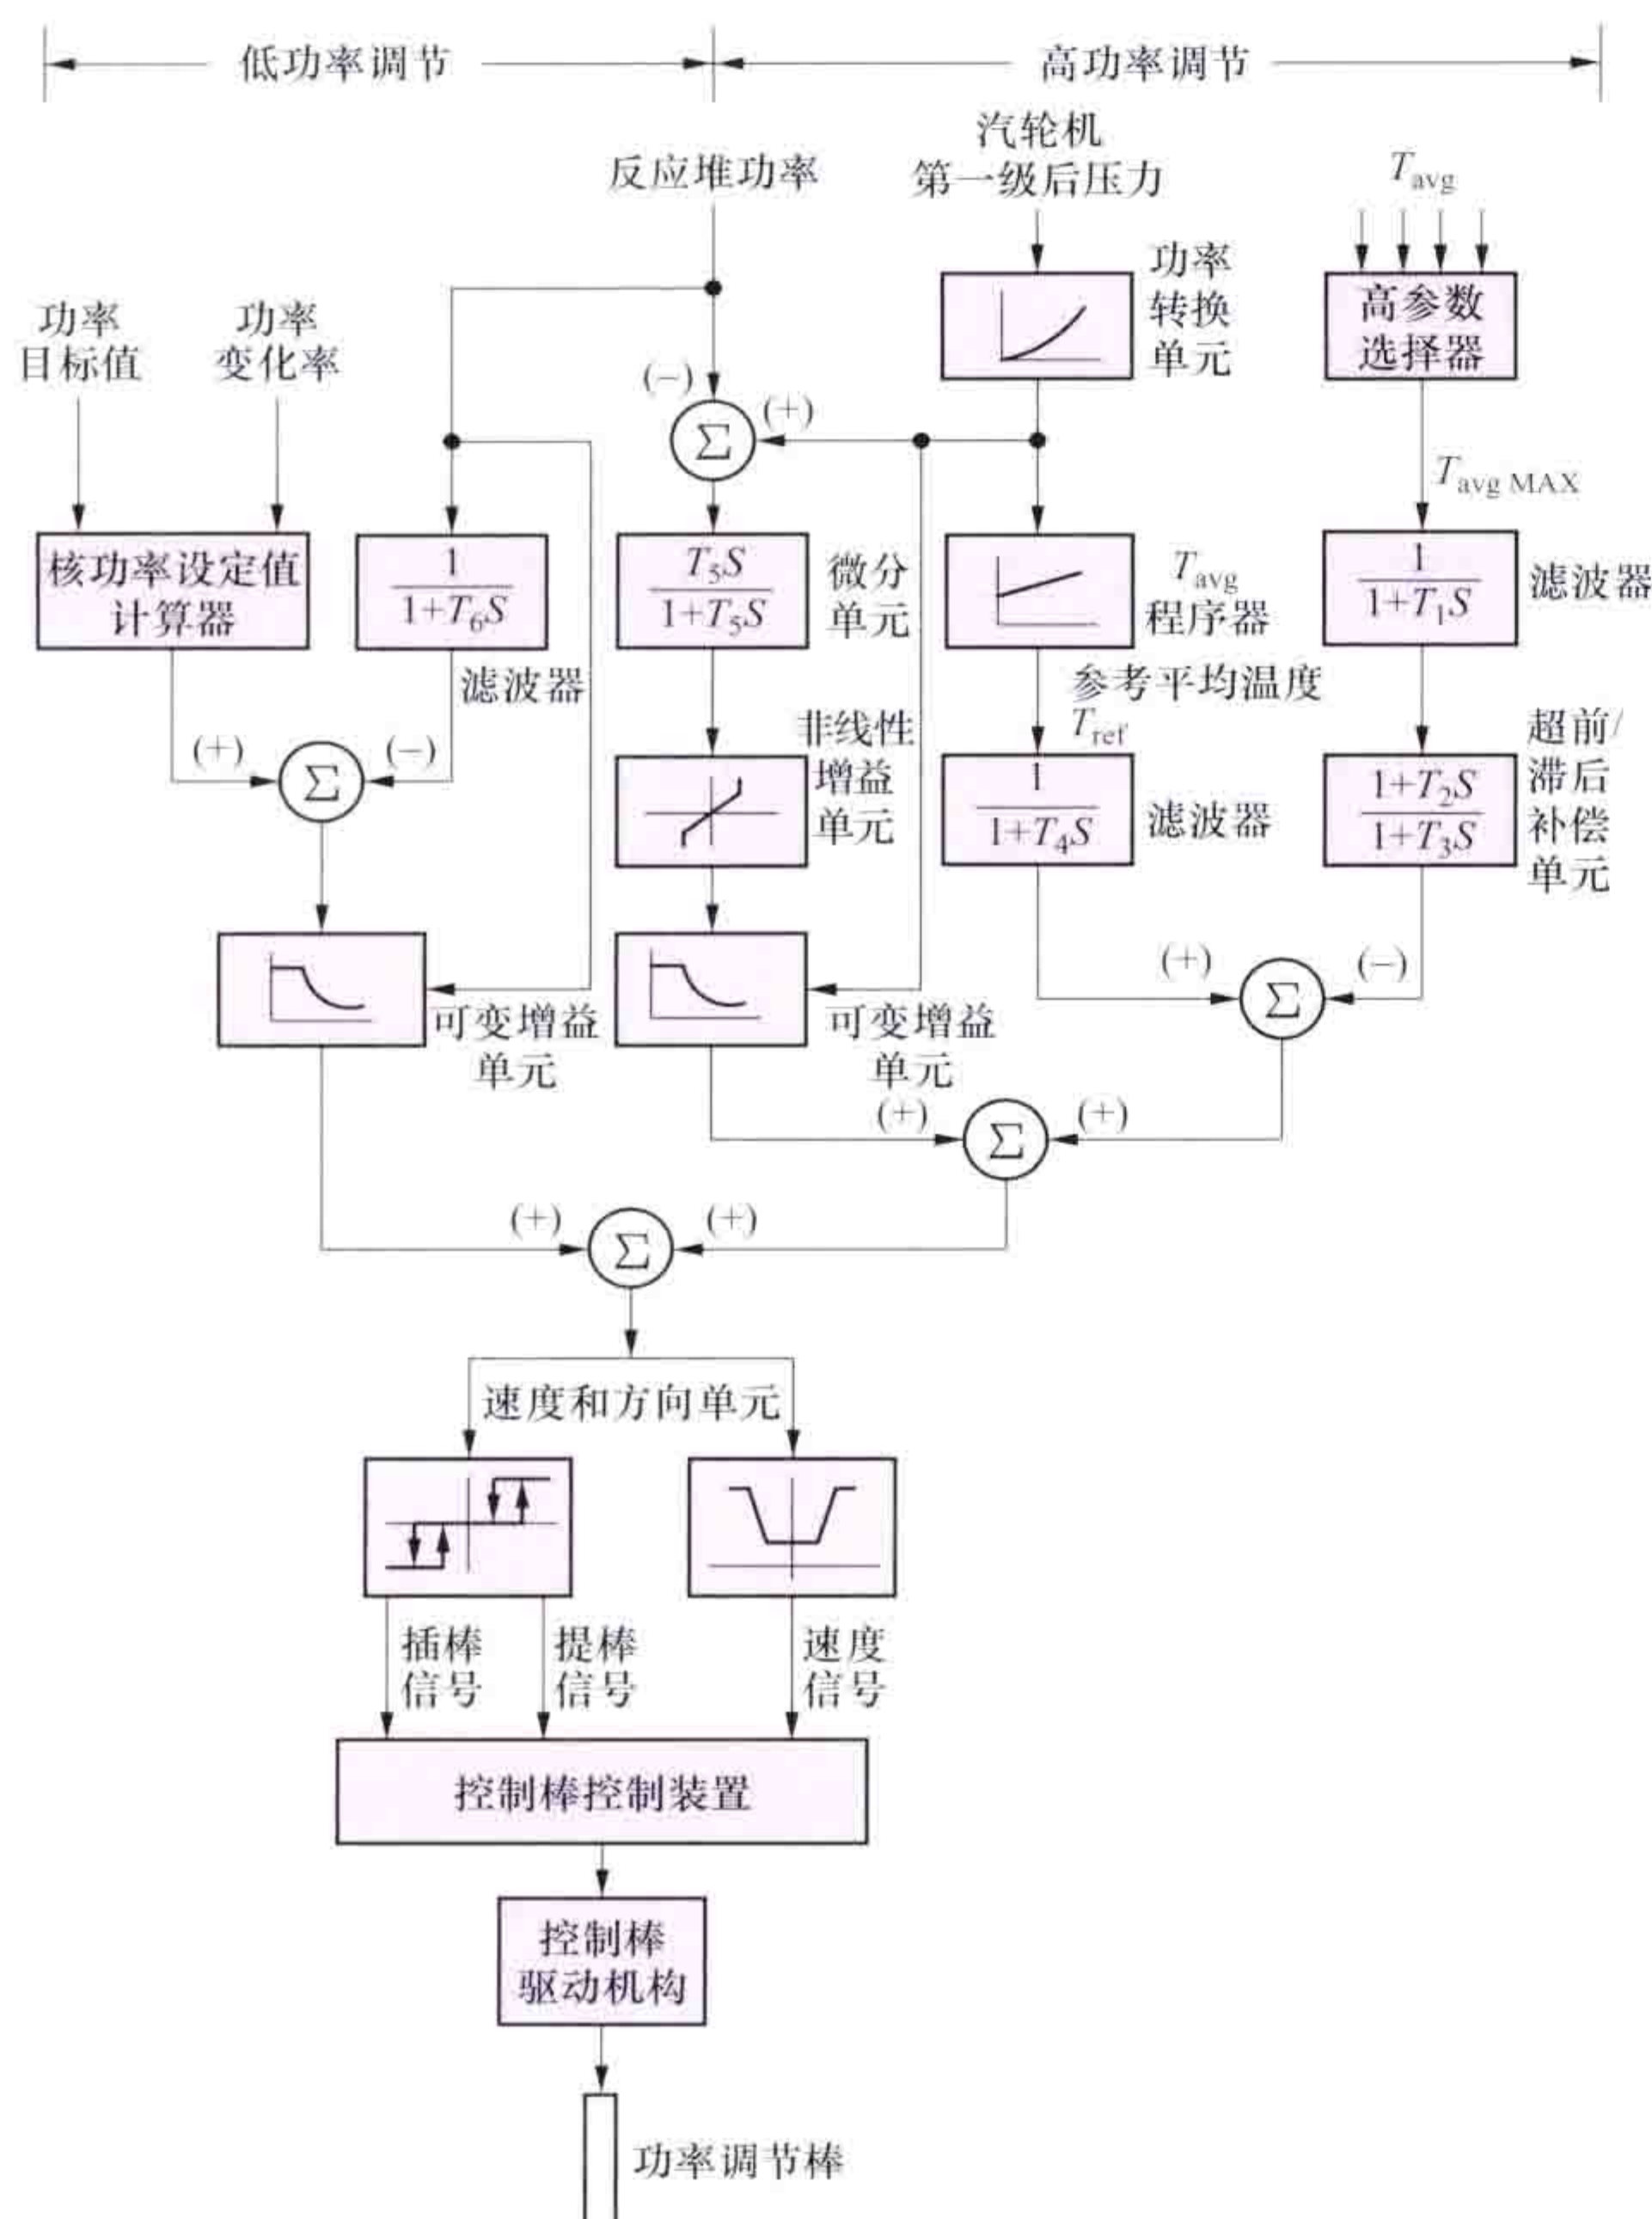 低功率调节
高功率调节
反应堆功率
汽轮机
第一级后压力
T_avg
功率
目标值
功率
变化率
功率
转换
单元
高参数
选择器
(−)
Σ
(+)
T_avg MAX
核功率设定值
计算器
1
1+T₆S
滤波器
T₅S
1+T₅S
微分
单元
T_avg
程序器
1
1+T₁S
滤波器
参考平均温度
T_ref
(+)
Σ
(−)
非线性
增益
单元
1
1+T₄S
滤波器
1+T₂S
1+T₃S
超前/
滞后
补偿
单元
可变增益
单元
可变增益
单元
(+)
Σ
(−)
(+)
Σ
(+)
(+)
Σ
(+)
速度和方向单元
插棒
信号
提棒
信号
速度
信号
控制棒控制装置
控制棒
驱动机构
功率调节棒